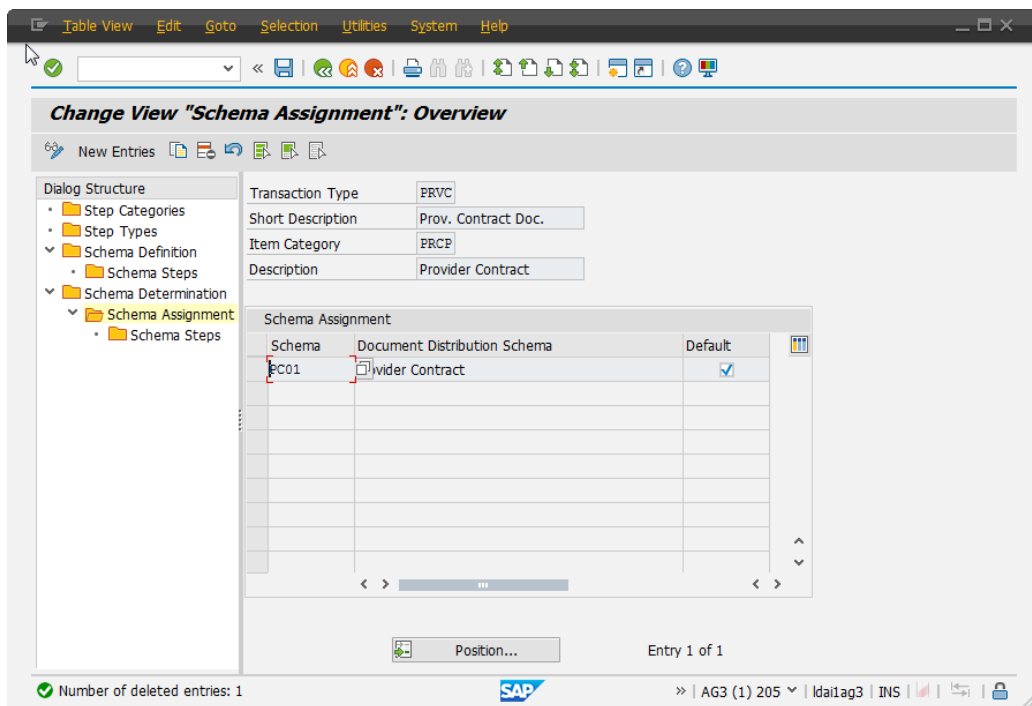 Table View Edit Goto Selection Utilities System Help
Change View "Schema Assignment": Overview
New Entries
Dialog Structure
Step Categories
Step Types
Schema Definition
Schema Steps
Schema Determination
Schema Assignment
Schema Steps
Transaction Type PRVC
Short Description Prov. Contract Doc.
Item Category PRCP
Description Provider Contract
Schema Assignment
Schema Document Distribution Schema Default
PC01 ovider Contract
Position... Entry 1 of 1
Number of deleted entries: 1 SAP » | AG3 (1) 205 | ldai1ag3 | INS